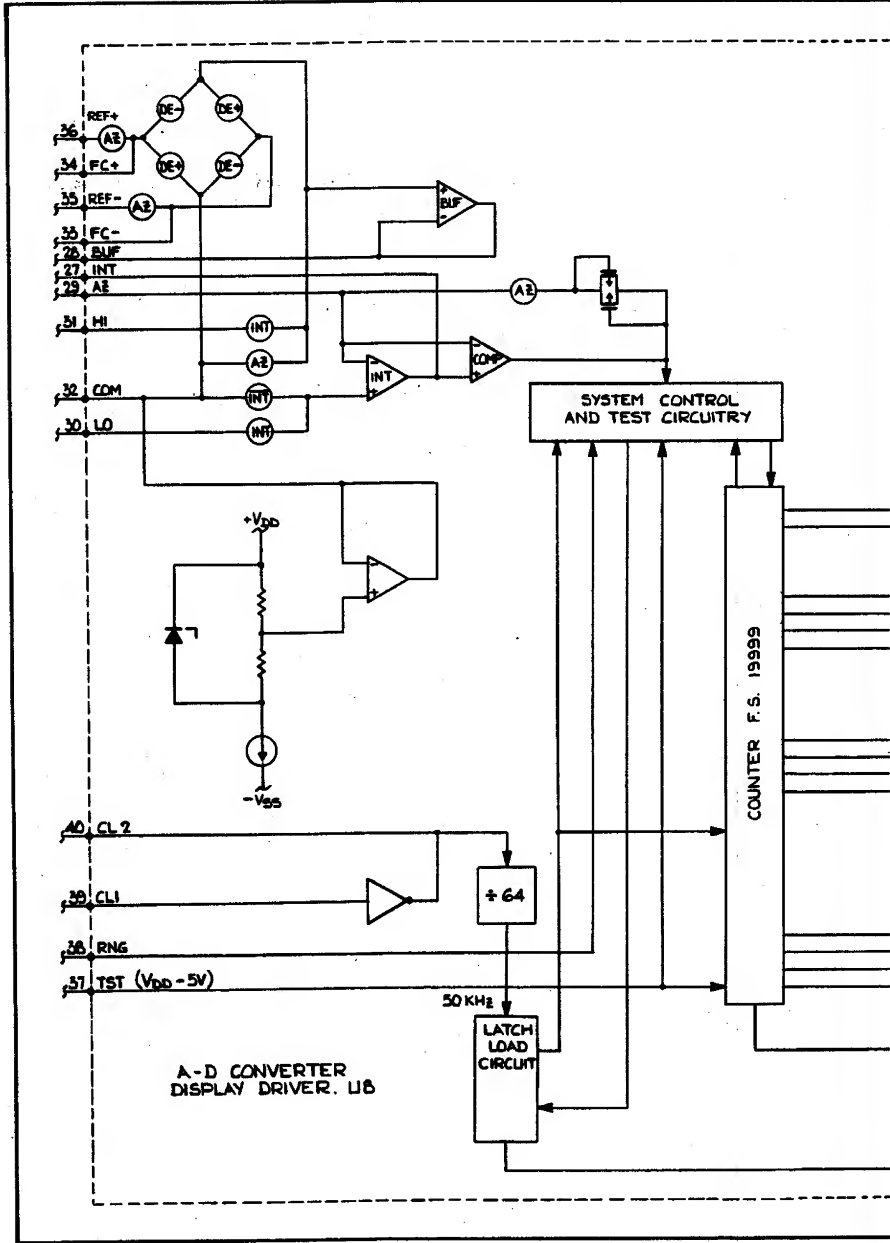 REF+
36
AZ
DE-
DE+
DE+
DE-
34 FC+
35 REF-
AZ
33 FC-
28 BUF
27 INT
29 AZ
+
BUF
-
AZ
31 HI
INT
AZ
32 COM
INT
30 LO
INT
-
INT
+
-
COMP
+
SYSTEM CONTROL
AND TEST CIRCUITRY
+VDD
-
+
-VSS
COUNTER F.S. 19999
40 CL2
39 CL1
÷64
38 RNG
37 TST (VDD-5V)
50 KHz
LATCH
LOAD
CIRCUIT
A-D CONVERTER
DISPLAY DRIVER. U8